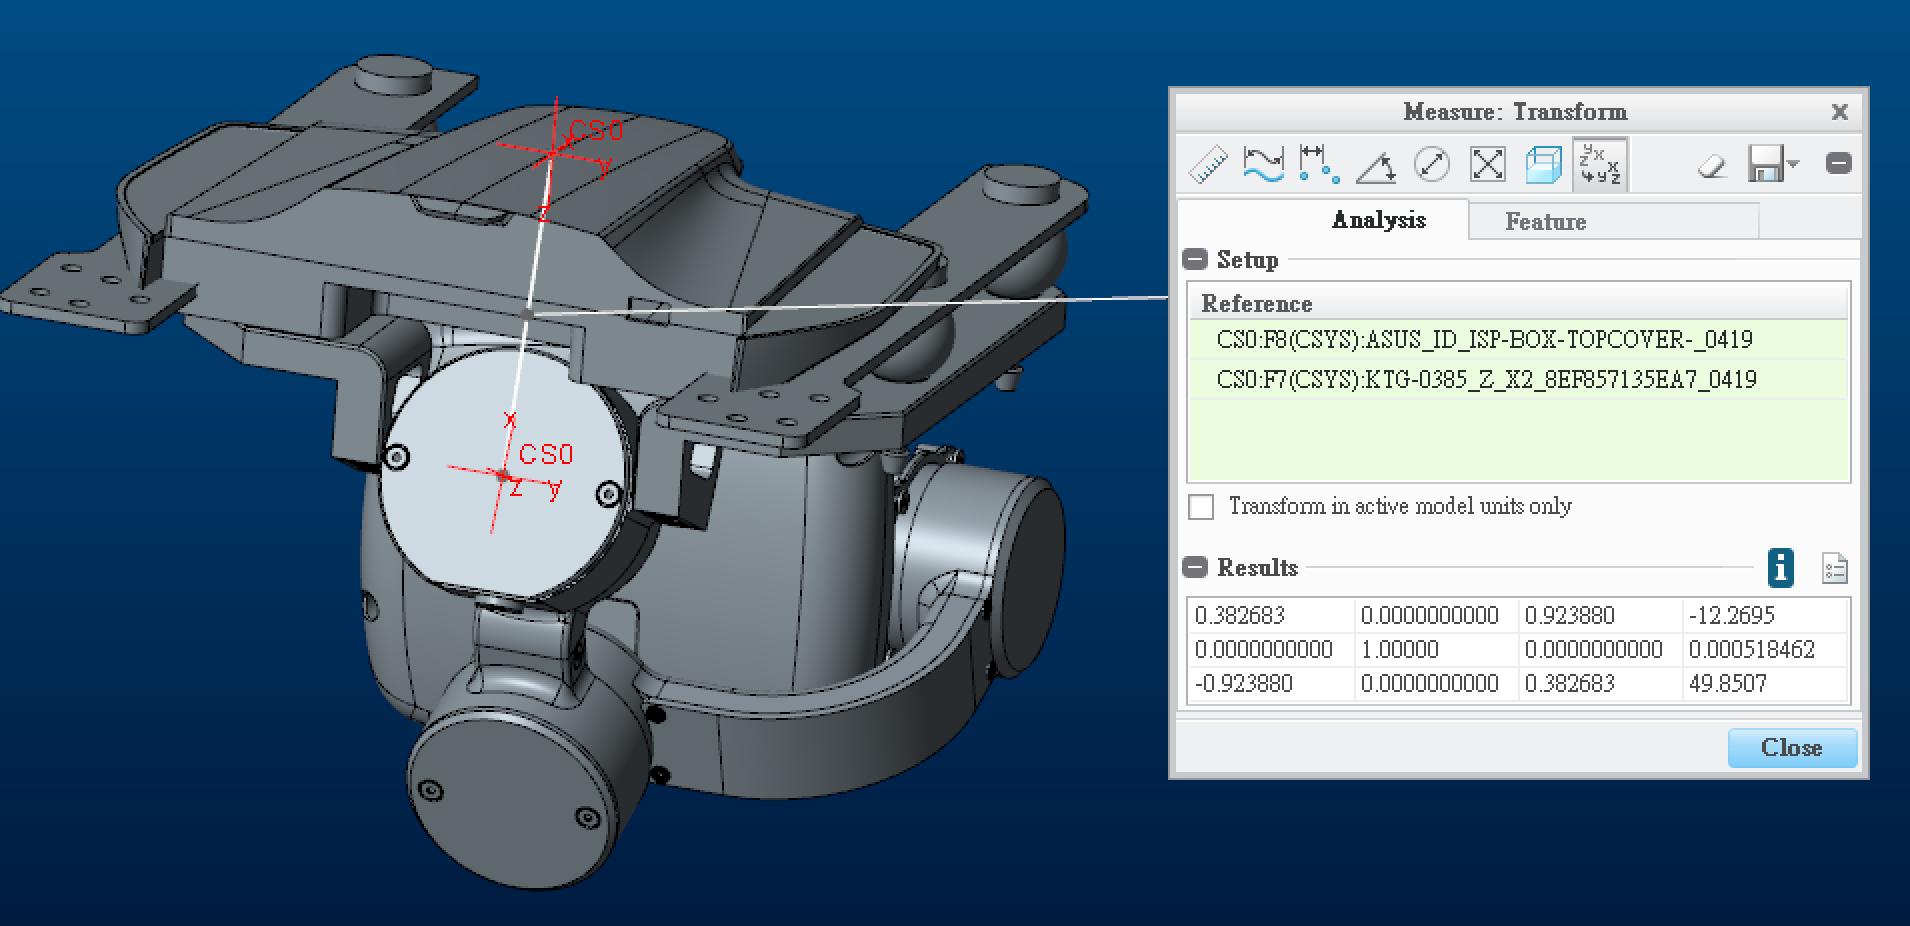 Measure: Transform
Analysis
Feature
Setup
Reference
CS0:F8(CSYS):ASUS_ID_ISP-BOX-TOPCOVER-_0419
CS0:F7(CSYS):KTG-0385_Z_X2_8EF857135EA7_0419
Transform in active model units only
Results
0.382683 0.0000000000 0.923880 -12.2695
0.0000000000 1.00000 0.0000000000 0.000518462
-0.923880 0.0000000000 0.382683 49.8507
Close
CS0
x
y
z
x
CS0
z y